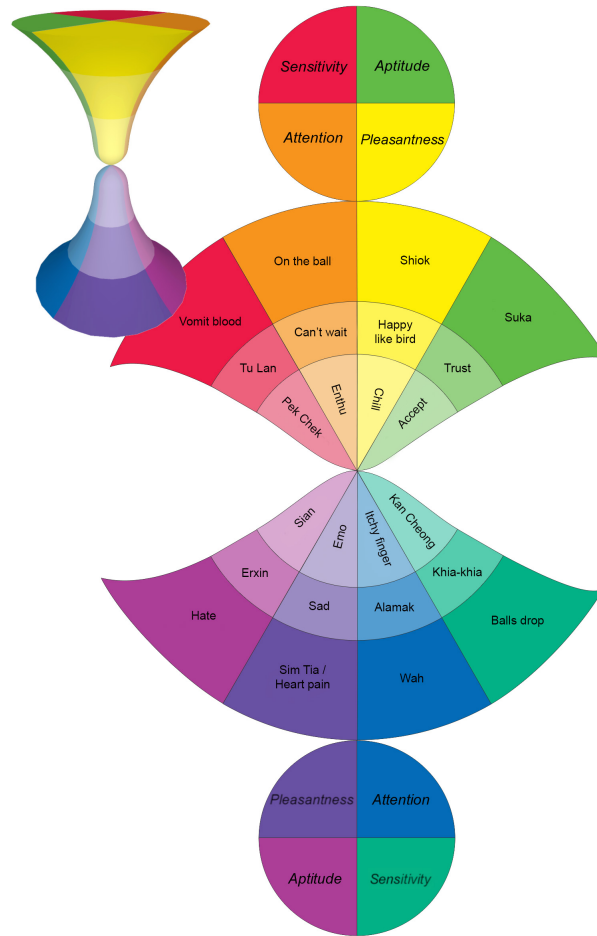 Sensitivity
Aptitude
Attention
Pleasantness
On the ball
Shiok
Vomit blood
Suka
Can't wait
Happy
like bird
Tu Lan
Trust
Pek Chek
Enthu
Chill
Accept
Sian
Emo
Itchy finger
Kan Cheong
Erxin
Khia-khia
Sad
Alamak
Hate
Balls drop
Sim Tia /
Heart pain
Wah
Pleasantness
Attention
Aptitude
Sensitivity